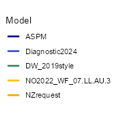 Model
ASPM
Diagnostic2024
DW_2019style
NO2022_WF_07.LL.AU.3
NZrequest